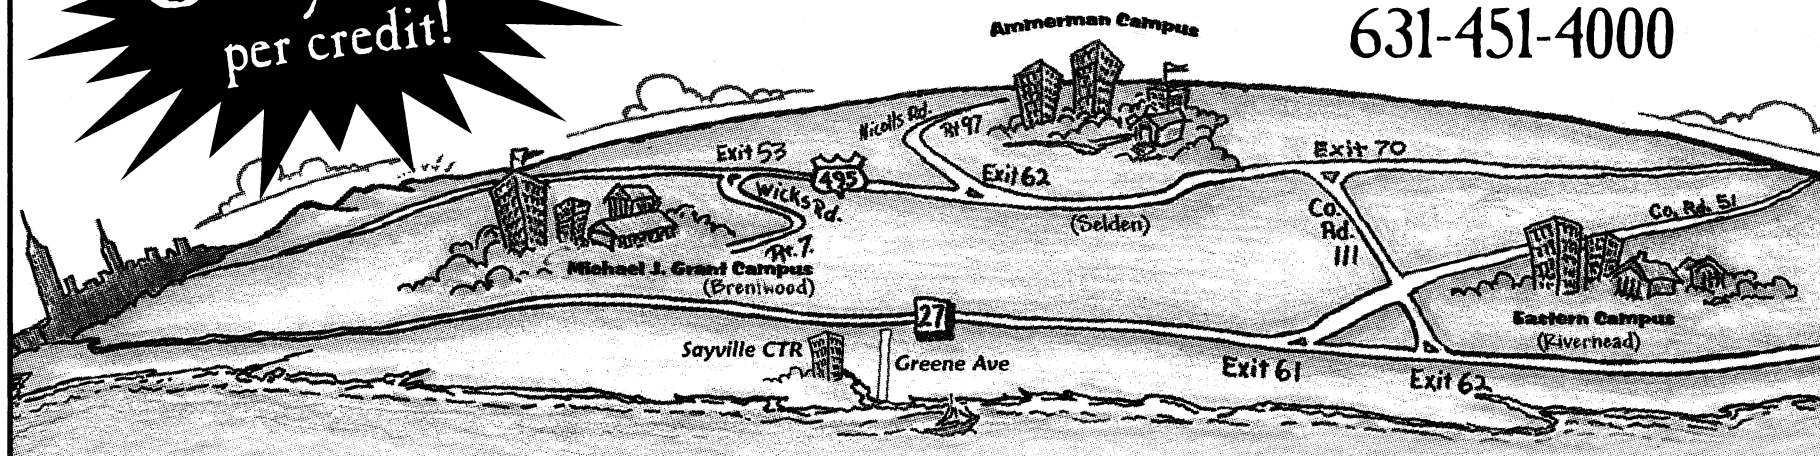 per credit!
Ammerman Campus
631-451-4000
Nicolls Rd.
Rt 97
Exit 53
495
Exit 62
Exit 70
Wicks Rd.
Rt. 7.
(Selden)
Co.
Rd.
111
Co. Rd. 51
Michael J. Grant Campus
(Brentwood)
27
Eastern Campus
(Riverhead)
Sayville CTR
Greene Ave
Exit 61
Exit 62